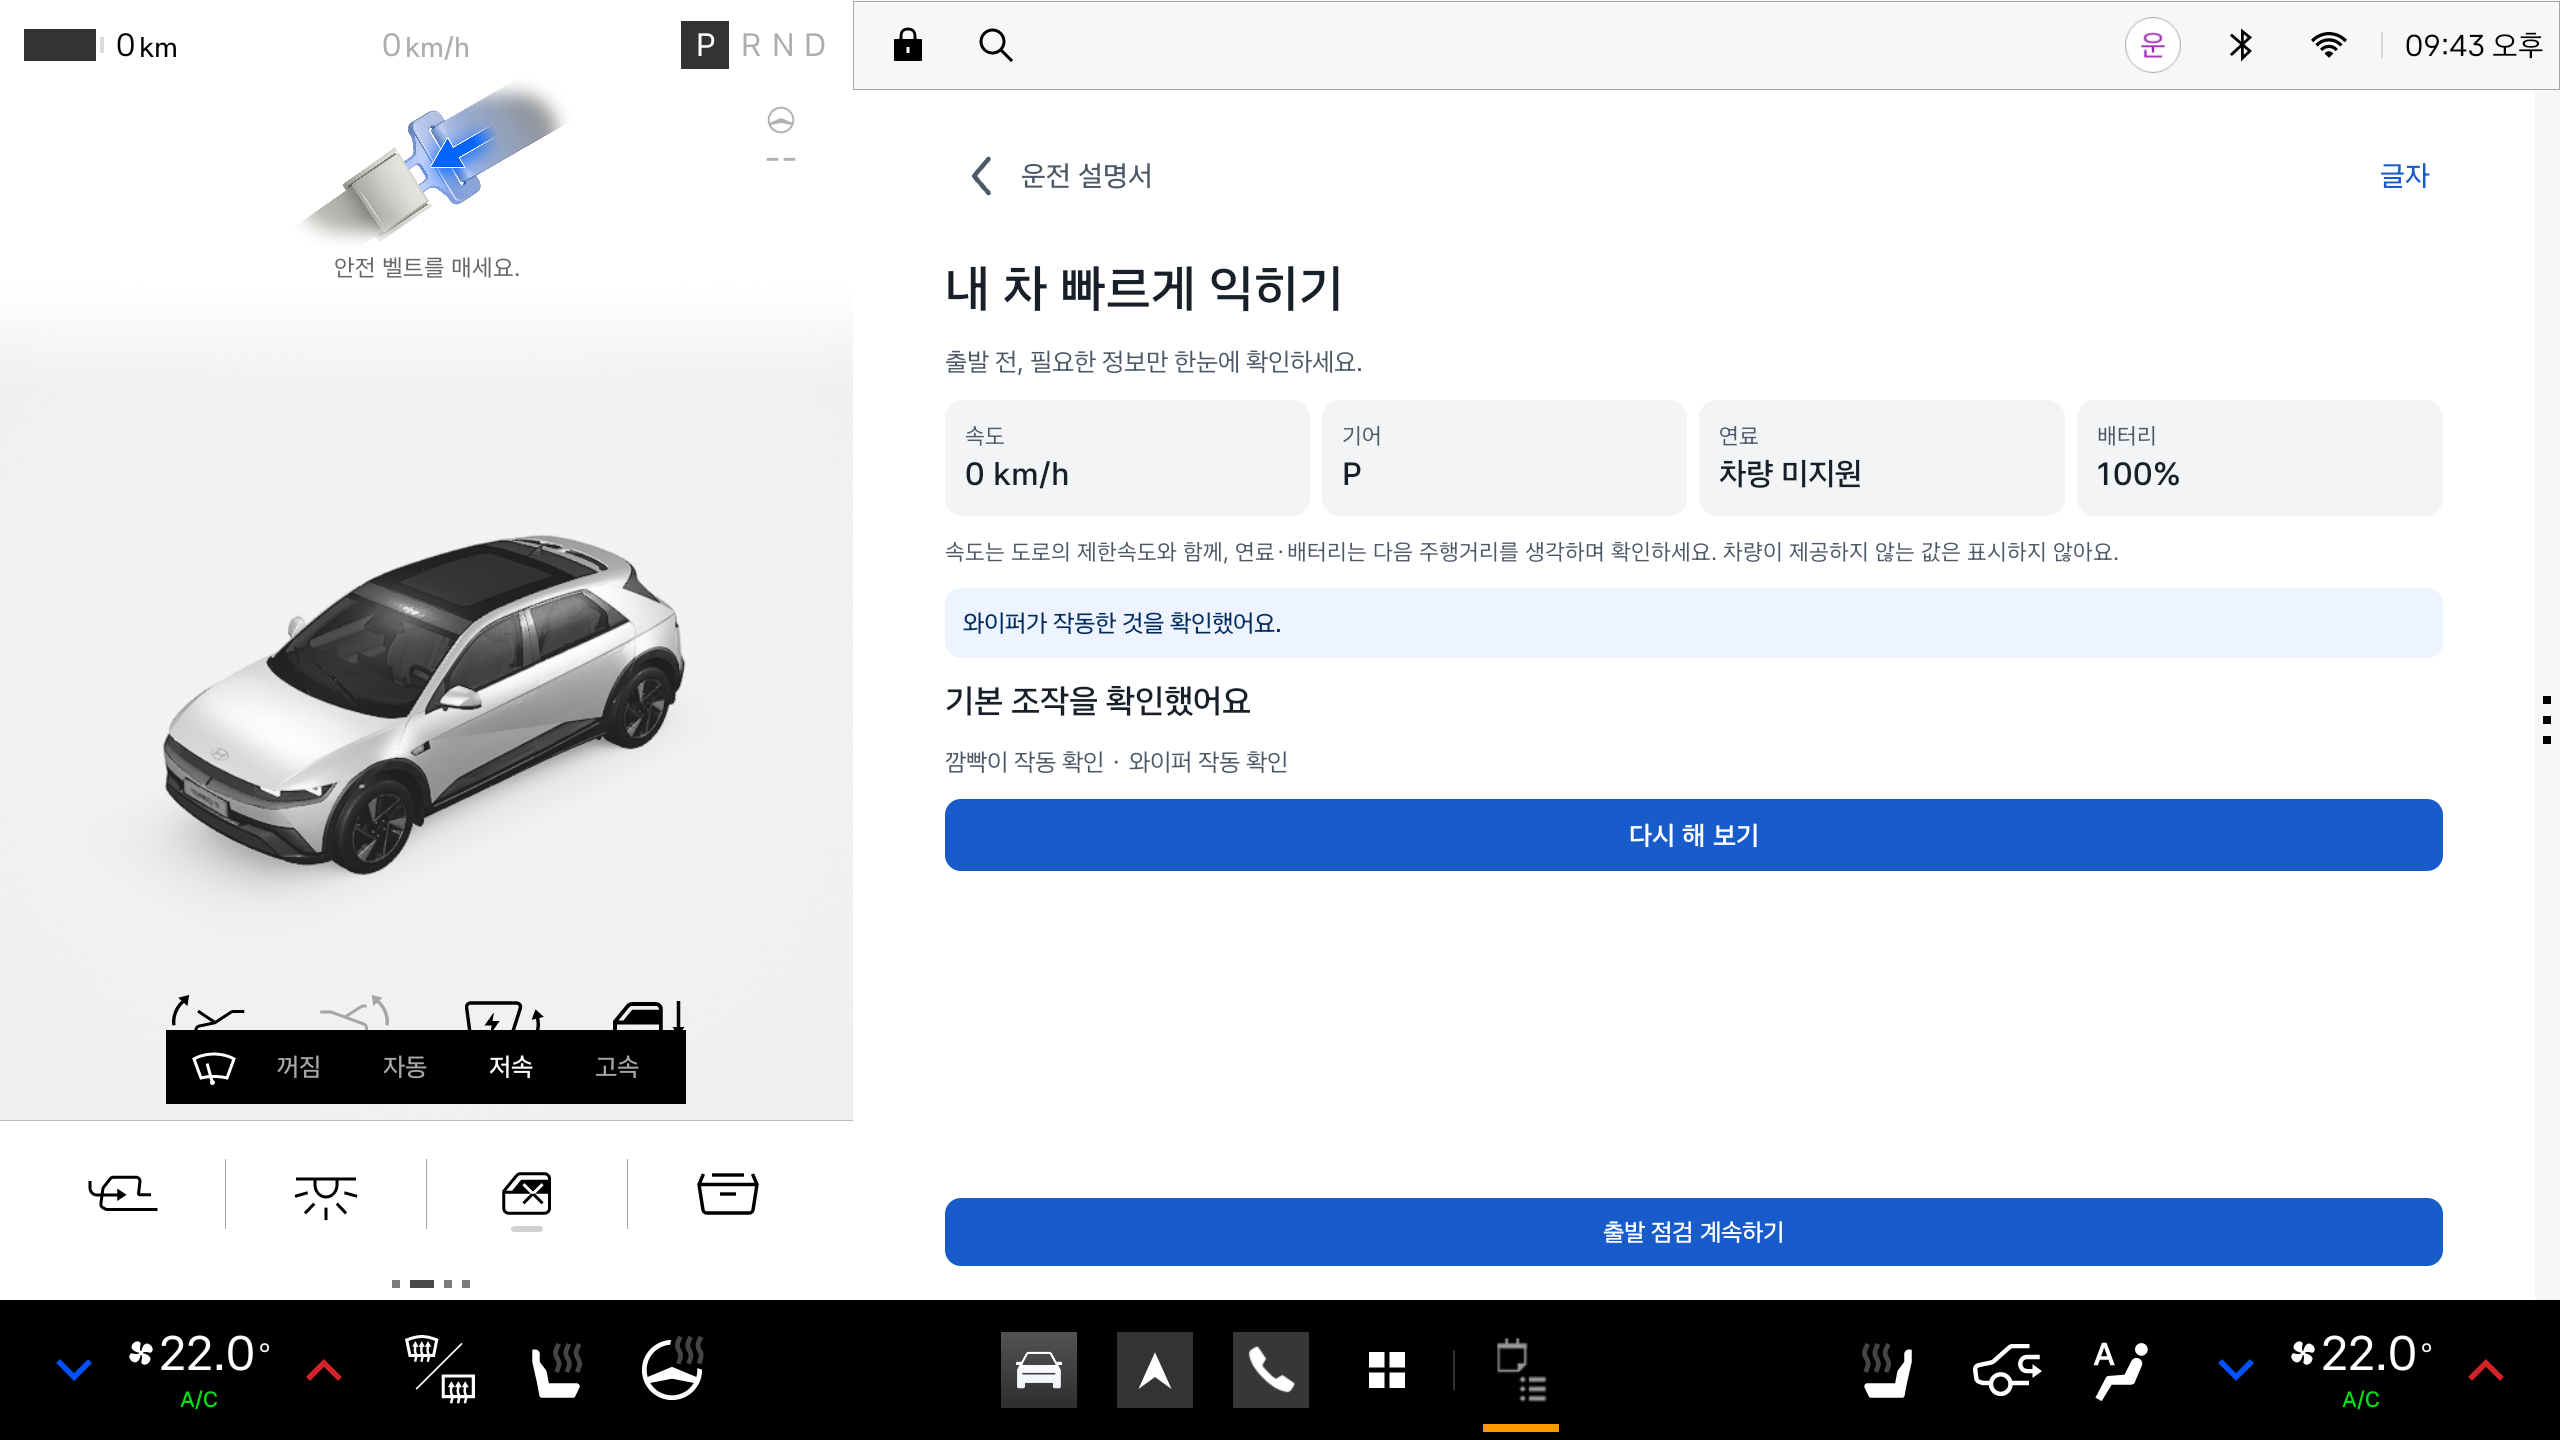 0 km
0 km/h
P R N D
안전 벨트를 매세요.
꺼짐 자동 저속 고속
운
09:43 오후
운전 설명서
글자
내 차 빠르게 익히기
출발 전, 필요한 정보만 한눈에 확인하세요.
속도
0 km/h
기어
P
연료
차량 미지원
배터리
100%
속도는 도로의 제한속도와 함께, 연료·배터리는 다음 주행거리를 생각하며 확인하세요. 차량이 제공하지 않는 값은 표시하지 않아요.
와이퍼가 작동한 것을 확인했어요.
기본 조작을 확인했어요
깜빡이 작동 확인 · 와이퍼 작동 확인
다시 해 보기
출발 점검 계속하기
22.0°
A/C
A
22.0°
A/C